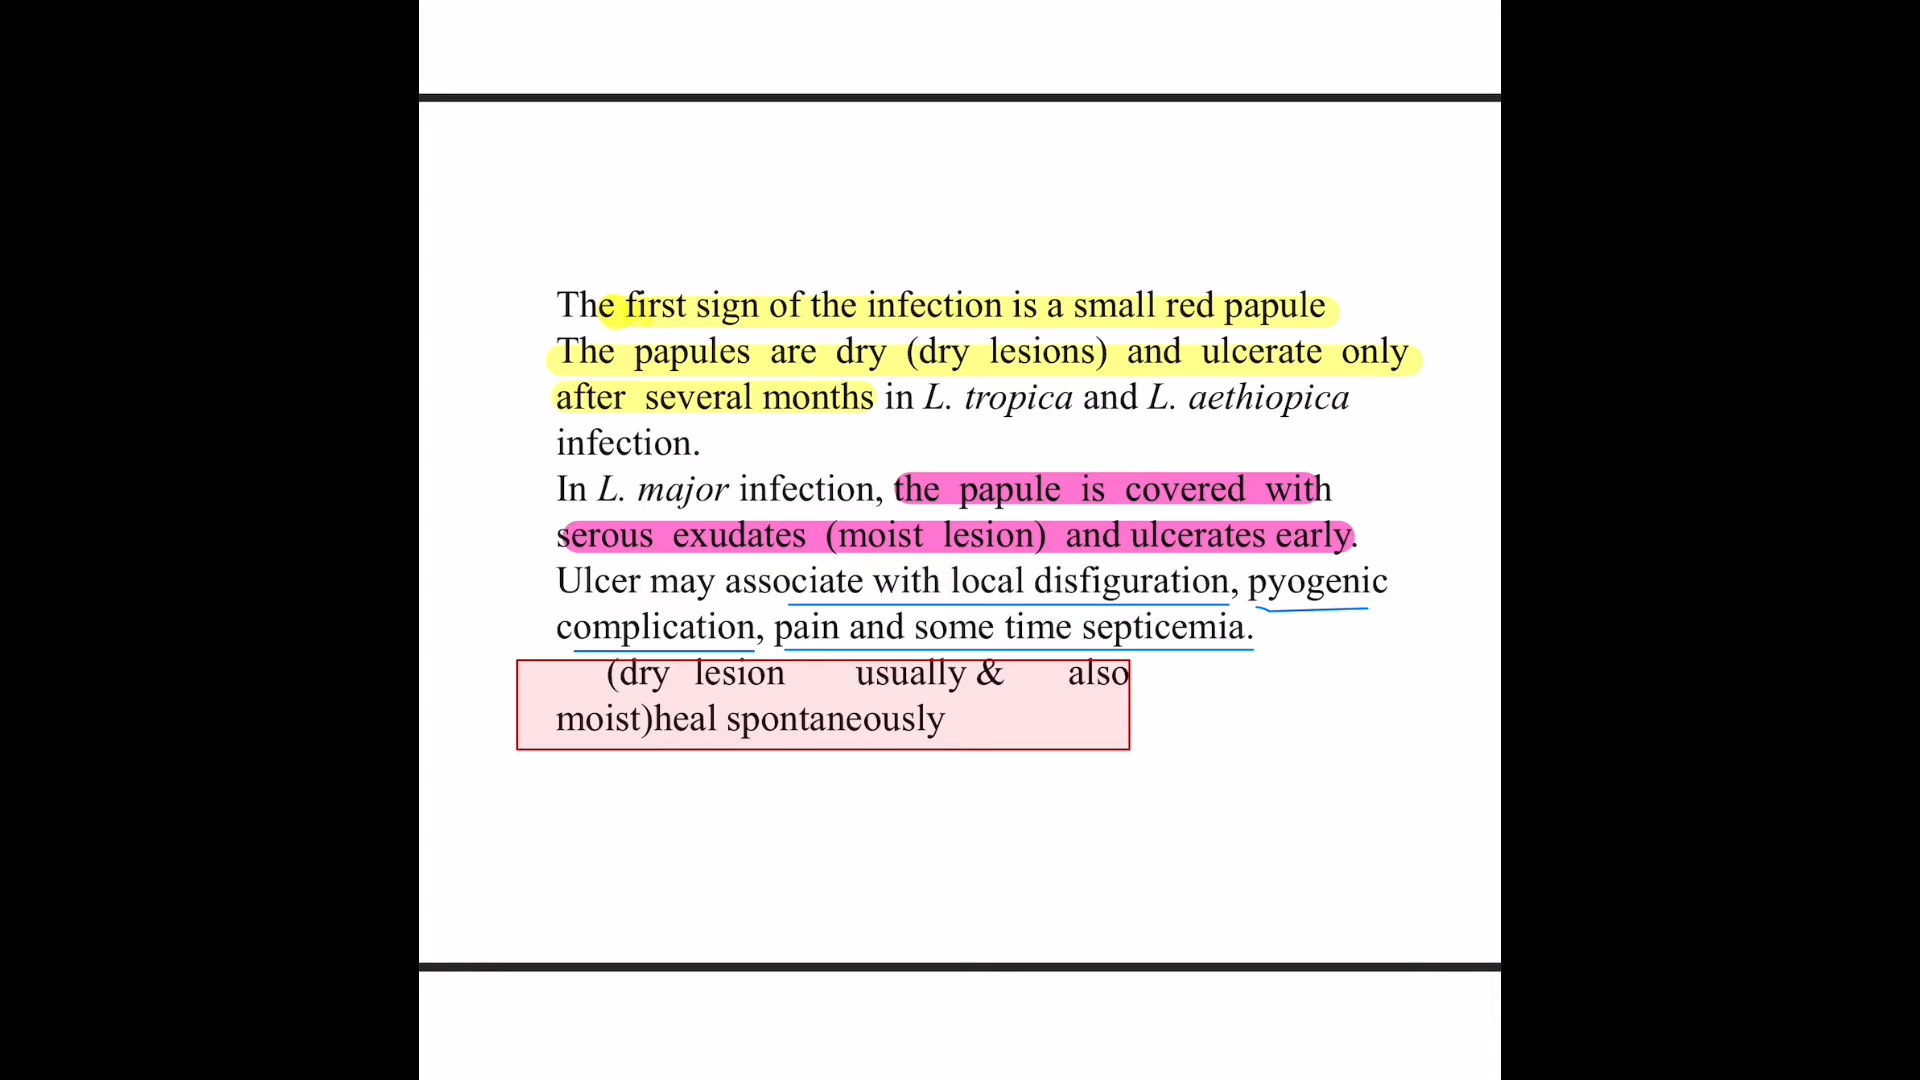 The first sign of the infection is a small red papule
The papules are dry (dry lesions) and ulcerate only
after several months in L. tropica and L. aethiopica
infection.
In L. major infection, the papule is covered with
serous exudates (moist lesion) and ulcerates early.
Ulcer may associate with local disfiguration, pyogenic
complication, pain and some time septicemia.
(dry lesion usually & also
moist)heal spontaneously